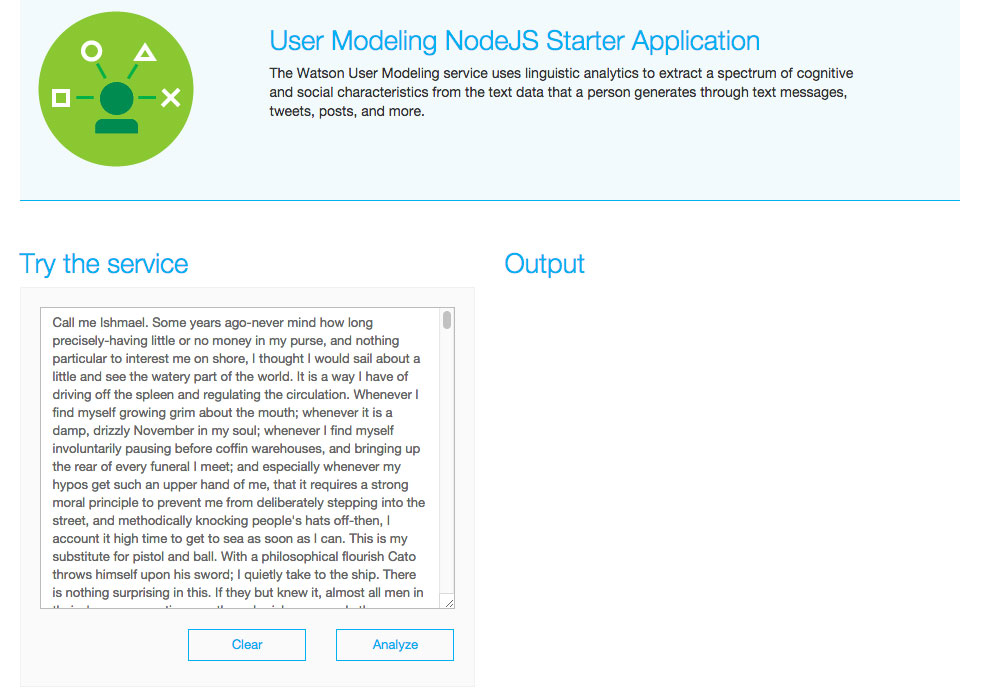 User Modeling NodeJS Starter Application
The Watson User Modeling service uses linguistic analytics to extract a spectrum of cognitive
and social characteristics from the text data that a person generates through text messages,
tweets, posts, and more.
Try the service
Output
Call me Ishmael. Some years ago-never mind how long
precisely-having little or no money in my purse, and nothing
particular to interest me on shore, I thought I would sail about a
little and see the watery part of the world. It is a way I have of
driving off the spleen and regulating the circulation. Whenever I
find myself growing grim about the mouth; whenever it is a
damp, drizzly November in my soul; whenever I find myself
involuntarily pausing before coffin warehouses, and bringing up
the rear of every funeral I meet; and especially whenever my
hypos get such an upper hand of me, that it requires a strong
moral principle to prevent me from deliberately stepping into the
street, and methodically knocking people's hats off-then, I
account it high time to get to sea as soon as I can. This is my
substitute for pistol and ball. With a philosophical flourish Cato
throws himself upon his sword; I quietly take to the ship. There
is nothing surprising in this. If they but knew it, almost all men in
Clear
Analyze